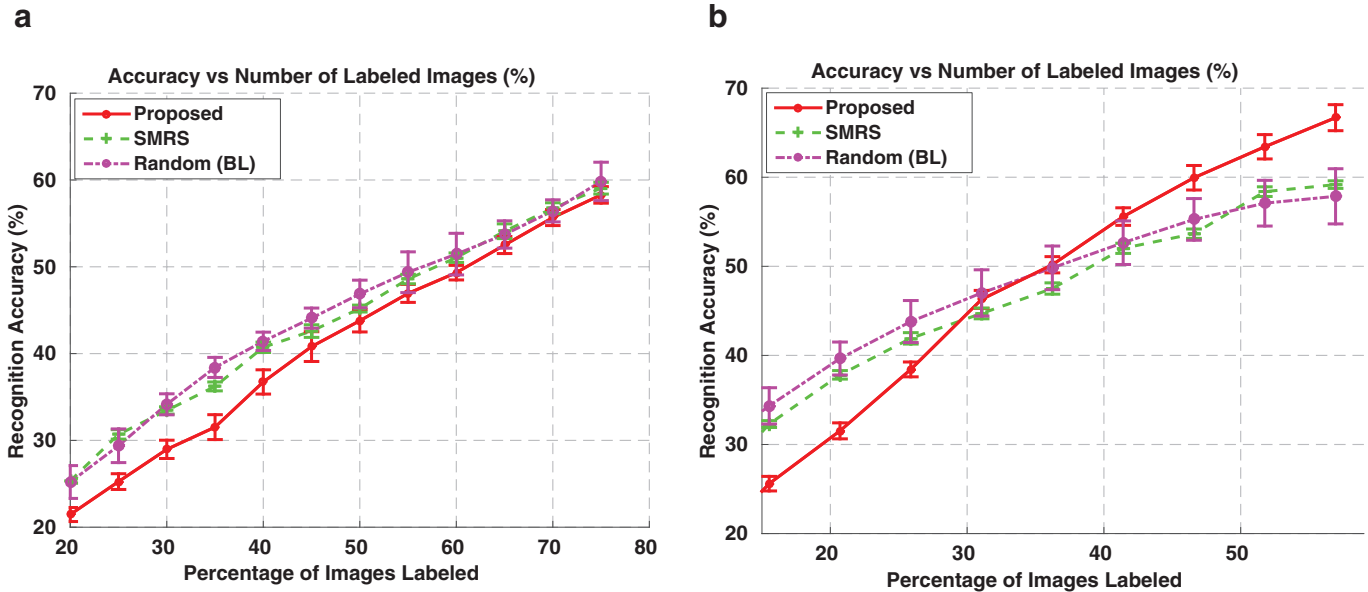 a
Accuracy vs Number of Labeled Images (%)
70
60
50
40
30
20
Recognition Accuracy (%)
Proposed
SMRS
Random (BL)
20 30 40 50 60 70 80
Percentage of Images Labeled
b
Accuracy vs Number of Labeled Images (%)
70
60
50
40
30
20
Recognition Accuracy (%)
Proposed
SMRS
Random (BL)
20 30 40 50
Percentage of Images Labeled